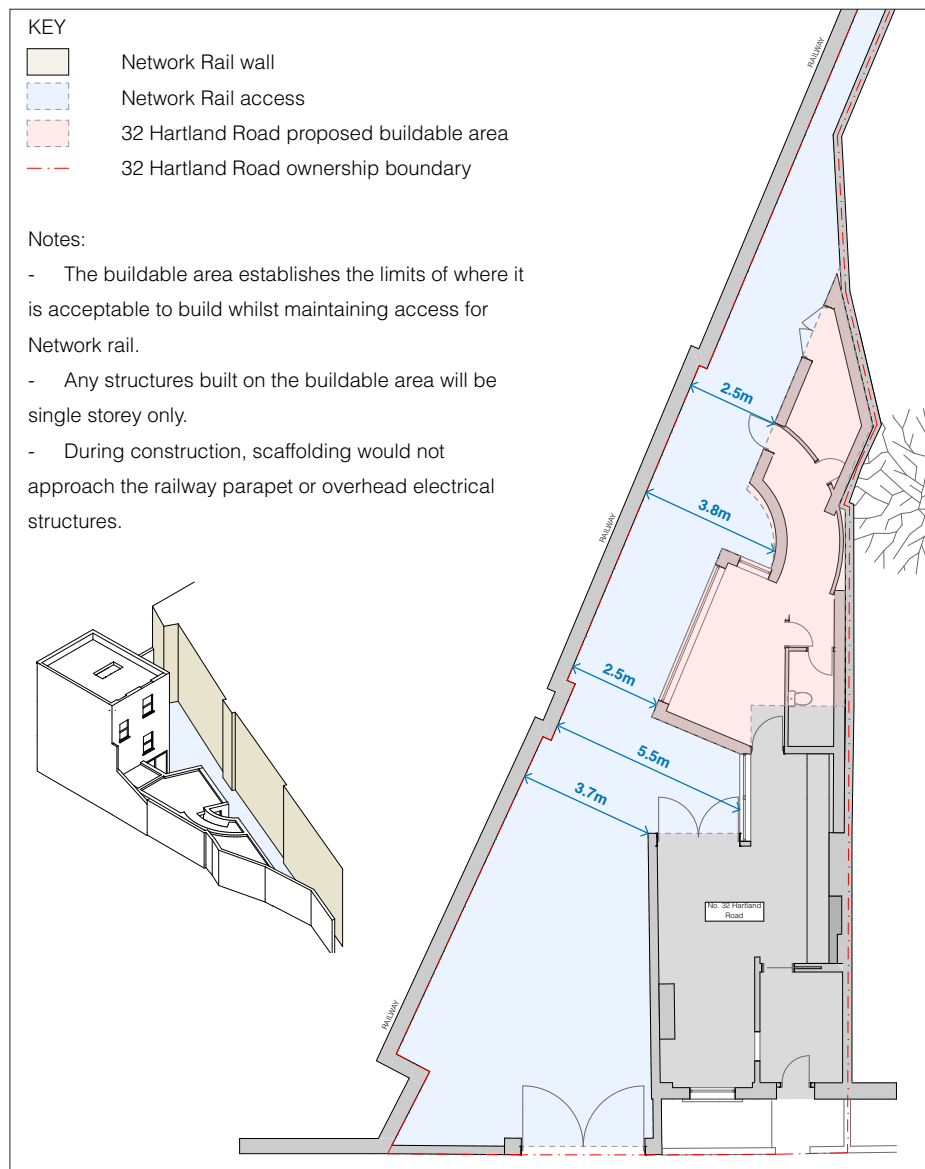 KEY
Network Rail wall
Network Rail access
32 Hartland Road proposed buildable area
32 Hartland Road ownership boundary
Notes:
- The buildable area establishes the limits of where it
is acceptable to build whilst maintaining access for
Network rail.
- Any structures built on the buildable area will be
single storey only.
- During construction, scaffolding would not
approach the railway parapet or overhead electrical
structures.
RAILWAY
2.5m
3.8m
RAILWAY
2.5m
5.5m
3.7m
No. 32 Hartland
Road
RAILWAY